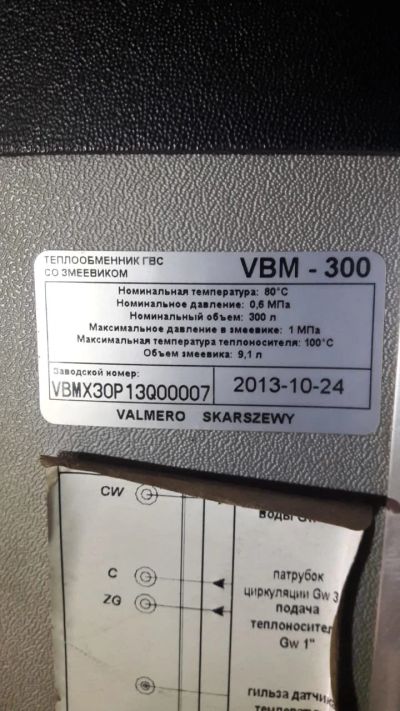 ТЕПЛООБМЕННИК ГВС
СО ЗМЕЕВИКОМ
VBM - 300
Номинальная температура: 80°C
Номинальное давление: 0,6 МПа
Номинальный объем: 300 л
Максимальное давление в змеевике: 1 МПа
Максимальная температура теплоносителя: 100°C
Объем змеевика: 9,1 л
Заводской номер:
VBMX30P13Q00007
2013-10-24
VALMERO SKARSZEWY
CW
воды
C
патрубок
циркуляции Gw 3
ZG
подача
теплоносител
Gw 1"
гильза датчик